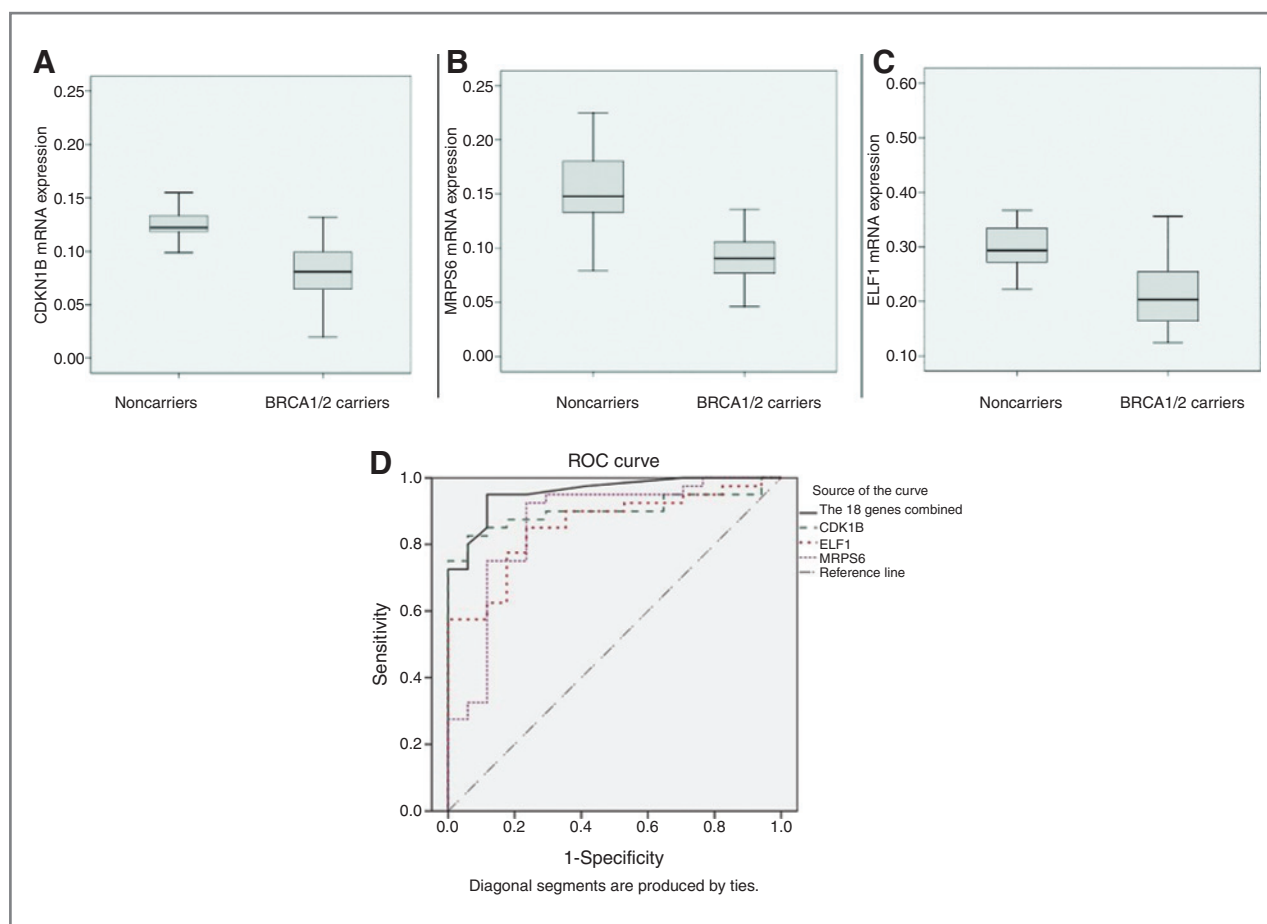 A
CDKN1B mRNA expression
0.25
0.20
0.15
0.10
0.05
0.00
Noncarriers
BRCA1/2 carriers
B
MRPS6 mRNA expression
0.25
0.20
0.15
0.10
0.05
0.00
Noncarriers
BRCA1/2 carriers
C
ELF1 mRNA expression
0.60
0.50
0.40
0.30
0.20
0.10
Noncarriers
BRCA1/2 carriers
D
ROC curve
Sensitivity
1.0
0.8
0.6
0.4
0.2
0.0
0.0 0.2 0.4 0.6 0.8 1.0
1-Specificity
Diagonal segments are produced by ties.
Source of the curve
The 18 genes combined
CDK1B
ELF1
MRPS6
Reference line